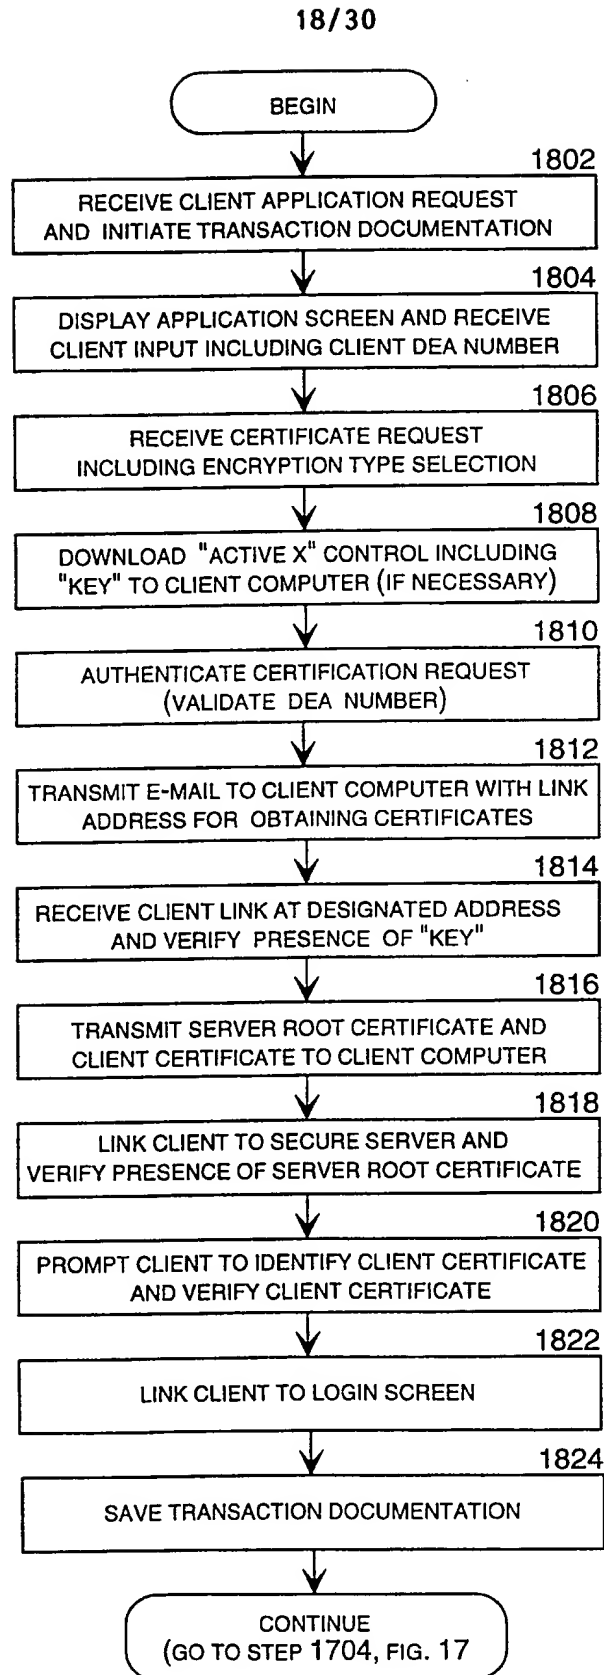 18/30
BEGIN
1802
RECEIVE CLIENT APPLICATION REQUEST
AND INITIATE TRANSACTION DOCUMENTATION
1804
DISPLAY APPLICATION SCREEN AND RECEIVE
CLIENT INPUT INCLUDING CLIENT DEA NUMBER
1806
RECEIVE CERTIFICATE REQUEST
INCLUDING ENCRYPTION TYPE SELECTION
1808
DOWNLOAD "ACTIVE X" CONTROL INCLUDING
"KEY" TO CLIENT COMPUTER (IF NECESSARY)
1810
AUTHENTICATE CERTIFICATION REQUEST
(VALIDATE DEA NUMBER)
1812
TRANSMIT E-MAIL TO CLIENT COMPUTER WITH LINK
ADDRESS FOR OBTAINING CERTIFICATES
1814
RECEIVE CLIENT LINK AT DESIGNATED ADDRESS
AND VERIFY PRESENCE OF "KEY"
1816
TRANSMIT SERVER ROOT CERTIFICATE AND
CLIENT CERTIFICATE TO CLIENT COMPUTER
1818
LINK CLIENT TO SECURE SERVER AND
VERIFY PRESENCE OF SERVER ROOT CERTIFICATE
1820
PROMPT CLIENT TO IDENTIFY CLIENT CERTIFICATE
AND VERIFY CLIENT CERTIFICATE
1822
LINK CLIENT TO LOGIN SCREEN
1824
SAVE TRANSACTION DOCUMENTATION
CONTINUE
(GO TO STEP 1704, FIG. 17